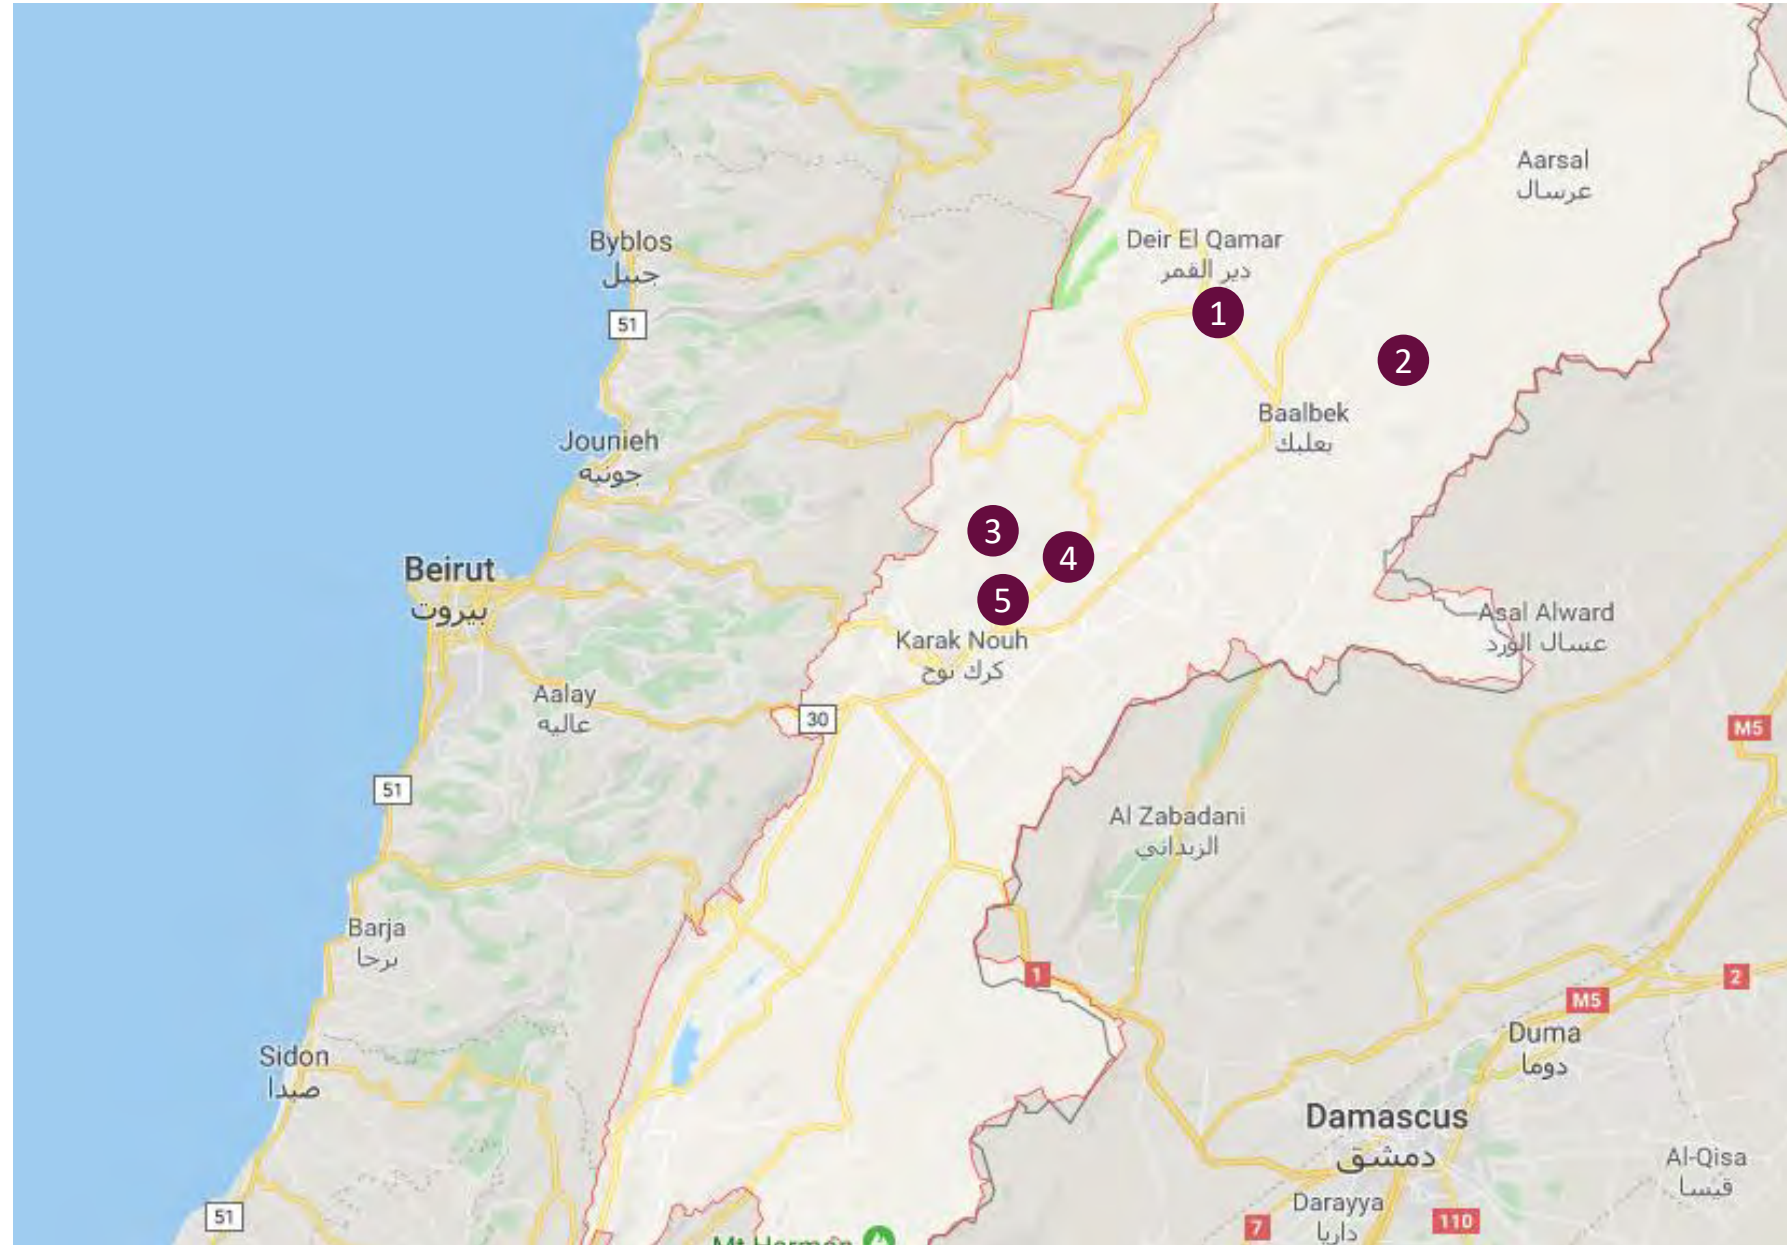 Aarsal
عرسال
Byblos
جبيل
Deir El Qamar
دير القمر
51
1
2
Baalbek
بعلبك
Jounieh
جونيه
3
4
Beirut
بيروت
5
Karak Nouh
كرك نوح
Asal Alward
عسال الورد
Aalay
عاليه
30
M5
51
Al Zabadani
الزبداني
Barja
برجا
1
2
M5
Duma
دوما
Sidon
صيدا
Damascus
دمشق
Al-Qisa
قيسا
Darayya
داريا
51
7
110
Mt Hermon